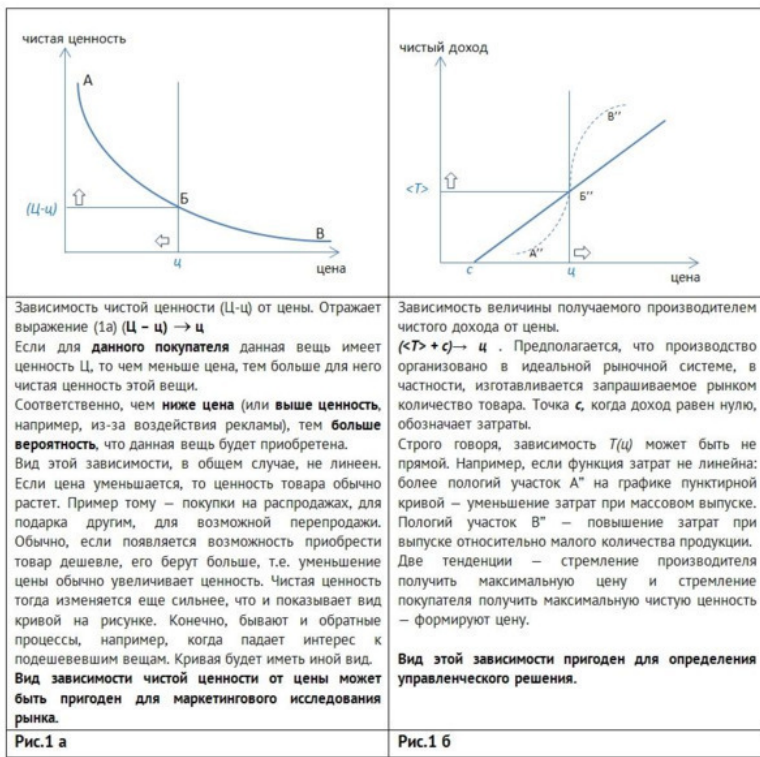 чистая ценность
А
Б
В
(Ц-ц)
ц
цена
Зависимость чистой ценности (Ц-ц) от цены. Отражает
выражение (1а) (Ц – ц) → ц
Если для данного покупателя данная вещь имеет
ценность Ц, то чем меньше цена, тем больше для него
чистая ценность этой вещи.
Соответственно, чем ниже цена (или выше ценность,
например, из-за воздействия рекламы), тем больше
вероятность, что данная вещь будет приобретена.
Вид этой зависимости, в общем случае, не линеен.
Если цена уменьшается, то ценность товара обычно
растет. Пример тому — покупки на распродажах, для
подарка другим, для возможной перепродажи.
Обычно, если появляется возможность приобрести
товар дешевле, его берут больше, т.е. уменьшение
цены обычно увеличивает ценность. Чистая ценность
тогда изменяется еще сильнее, что и показывает вид
кривой на рисунке. Конечно, бывают и обратные
процессы, например, когда падает интерес к
подешевевшим вещам. Кривая будет иметь иной вид.
Вид зависимости чистой ценности от цены может
быть пригоден для маркетингового исследования
рынка.
Рис.1 а
чистый доход
В’’
<Т>
Б’’
А’’
с
ц
цена
Зависимость величины получаемого производителем
чистого дохода от цены.
(<Т> + с)→ ц . Предполагается, что производство
организовано в идеальной рыночной системе, в
частности, изготавливается запрашиваемое рынком
количество товара. Точка с, когда доход равен нулю,
обозначает затраты.
Строго говоря, зависимость Т(ц) может быть не
прямой. Например, если функция затрат не линейна:
более пологий участок А” на графике пунктирной
кривой — уменьшение затрат при массовом выпуске.
Пологий участок В” — повышение затрат при
выпуске относительно малого количества продукции.
Две тенденции — стремление производителя
получить максимальную цену и стремление
покупателя получить максимальную чистую ценность
— формируют цену.
Вид этой зависимости пригоден для определения
управленческого решения.
Рис.1 б